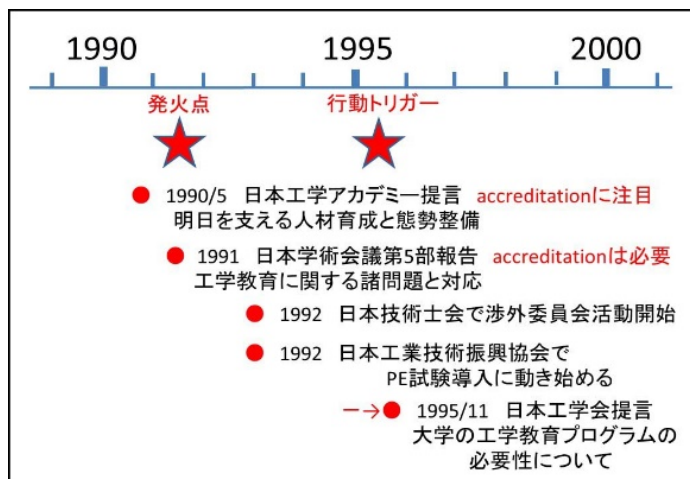 1990 1995 2000
発火点 行動トリガー
1990/5 日本工学アカデミー提言 accreditationに注目
明日を支える人材育成と態勢整備
1991 日本学術会議第5部報告 accreditationは必要
工学教育に関する諸問題と対応
1992 日本技術士会で渉外委員会活動開始
1992 日本工業技術振興協会で
PE試験導入に動き始める
→ 1995/11 日本工学会提言
大学の工学教育プログラムの
必要性について